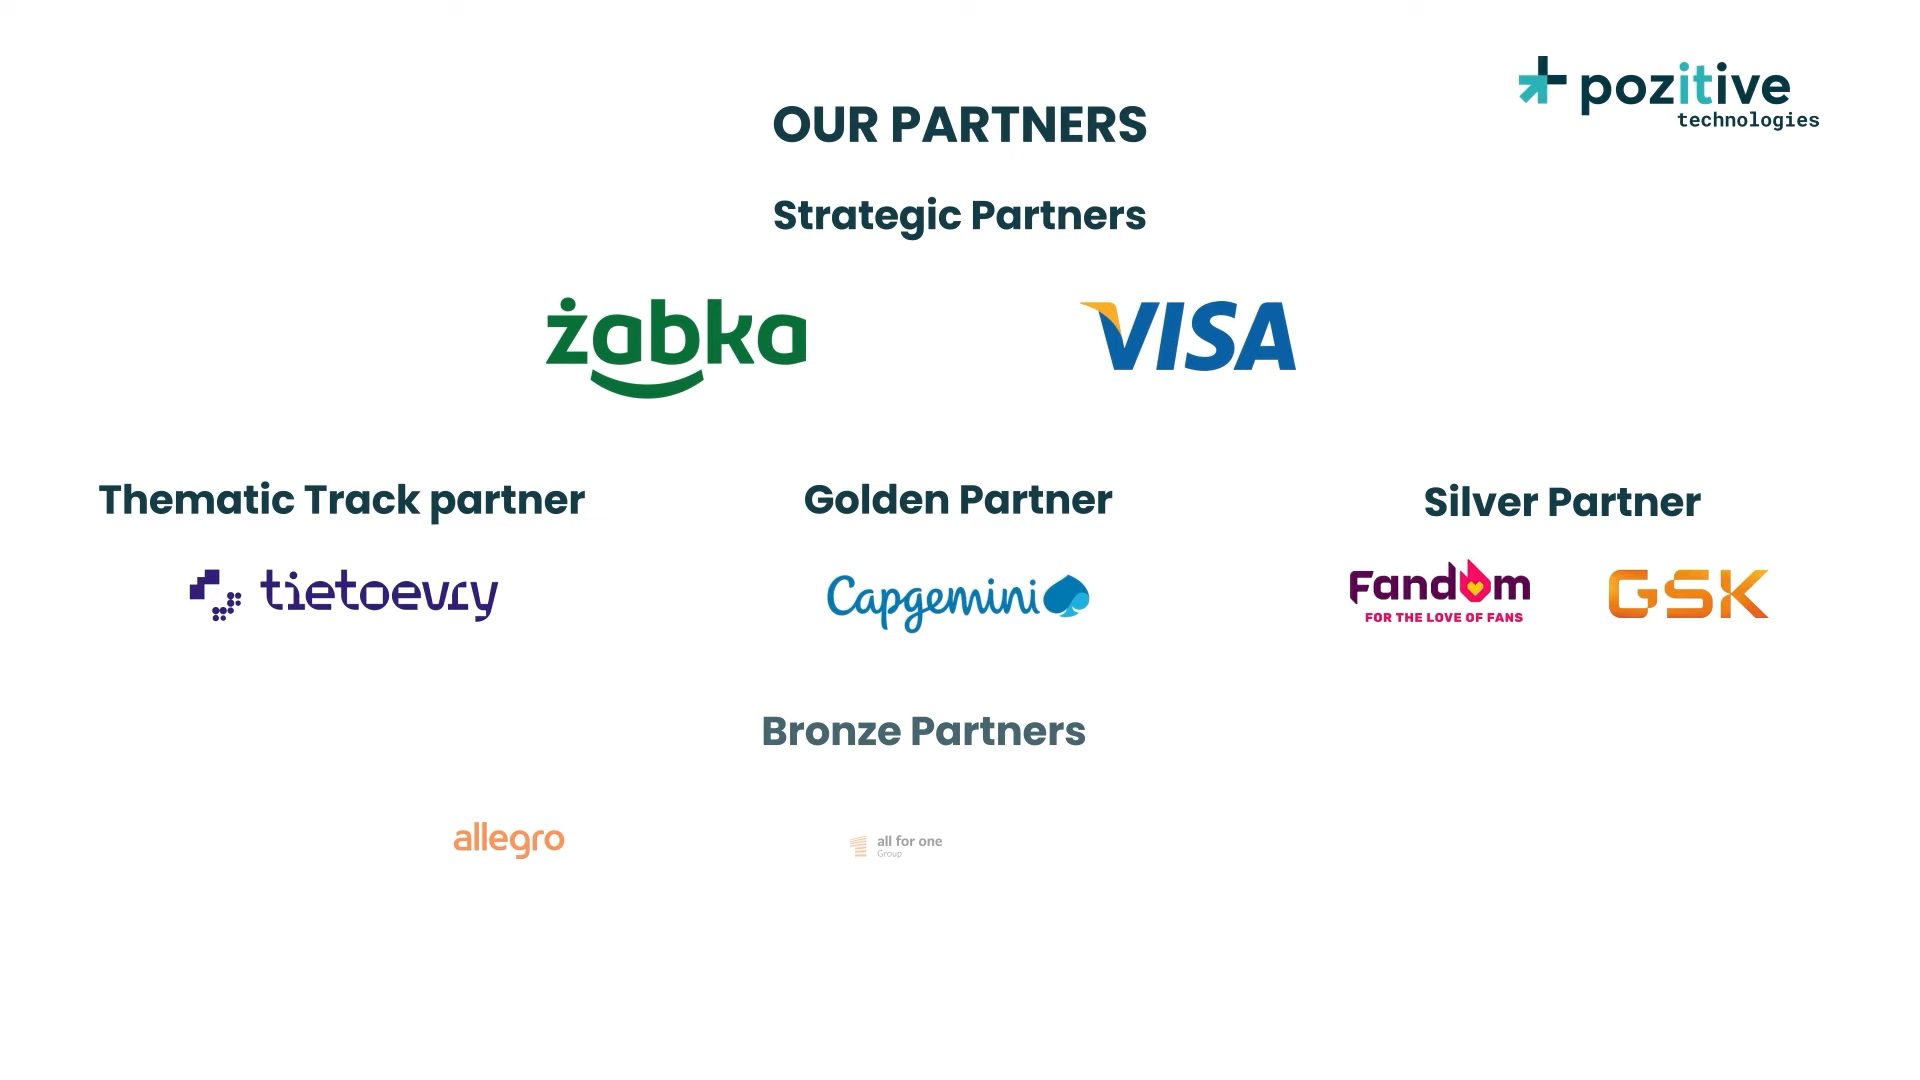 pozitive
technologies
OUR PARTNERS
Strategic Partners
żabka
VISA
Thematic Track partner
Golden Partner
Silver Partner
tietoevry
Capgemini
Fandom
FOR THE LOVE OF FANS
GSK
Bronze Partners
allegro
all for one
Group